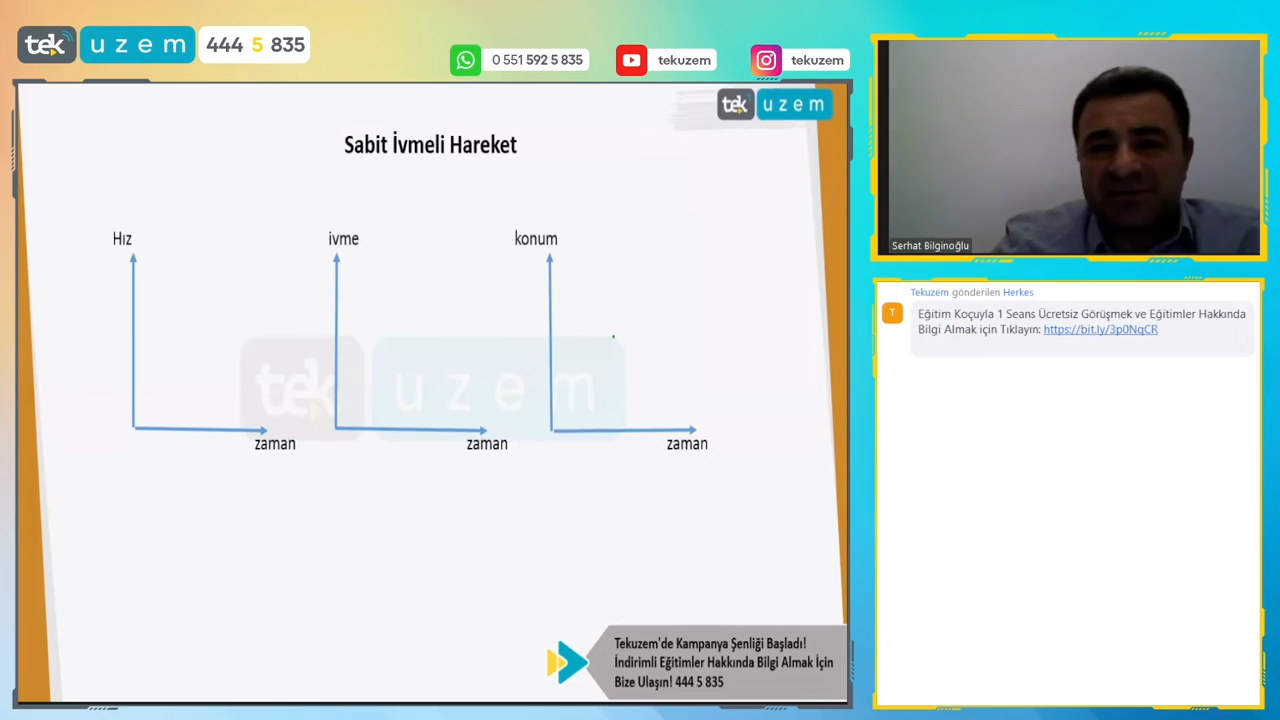 tek uzem 444 5 835
0 551 592 5 835
tekuzem
tekuzem
tek uzem
Sabit İvmeli Hareket
Hız
ivme
konum
tek uzem
zaman
zaman
zaman
Tekuzem'de Kampanya Şenliği Başladı!
İndirimli Eğitimler Hakkında Bilgi Almak İçin
Bize Ulaşın! 444 5 835
Serhat Bilginoğlu
Tekuzem gönderilen Herkes
T
Eğitim Koçuyla 1 Seans Ücretsiz Görüşmek ve Eğitimler Hakkında
Bilgi Almak için Tıklayın: https://bit.ly/3p0NqCR